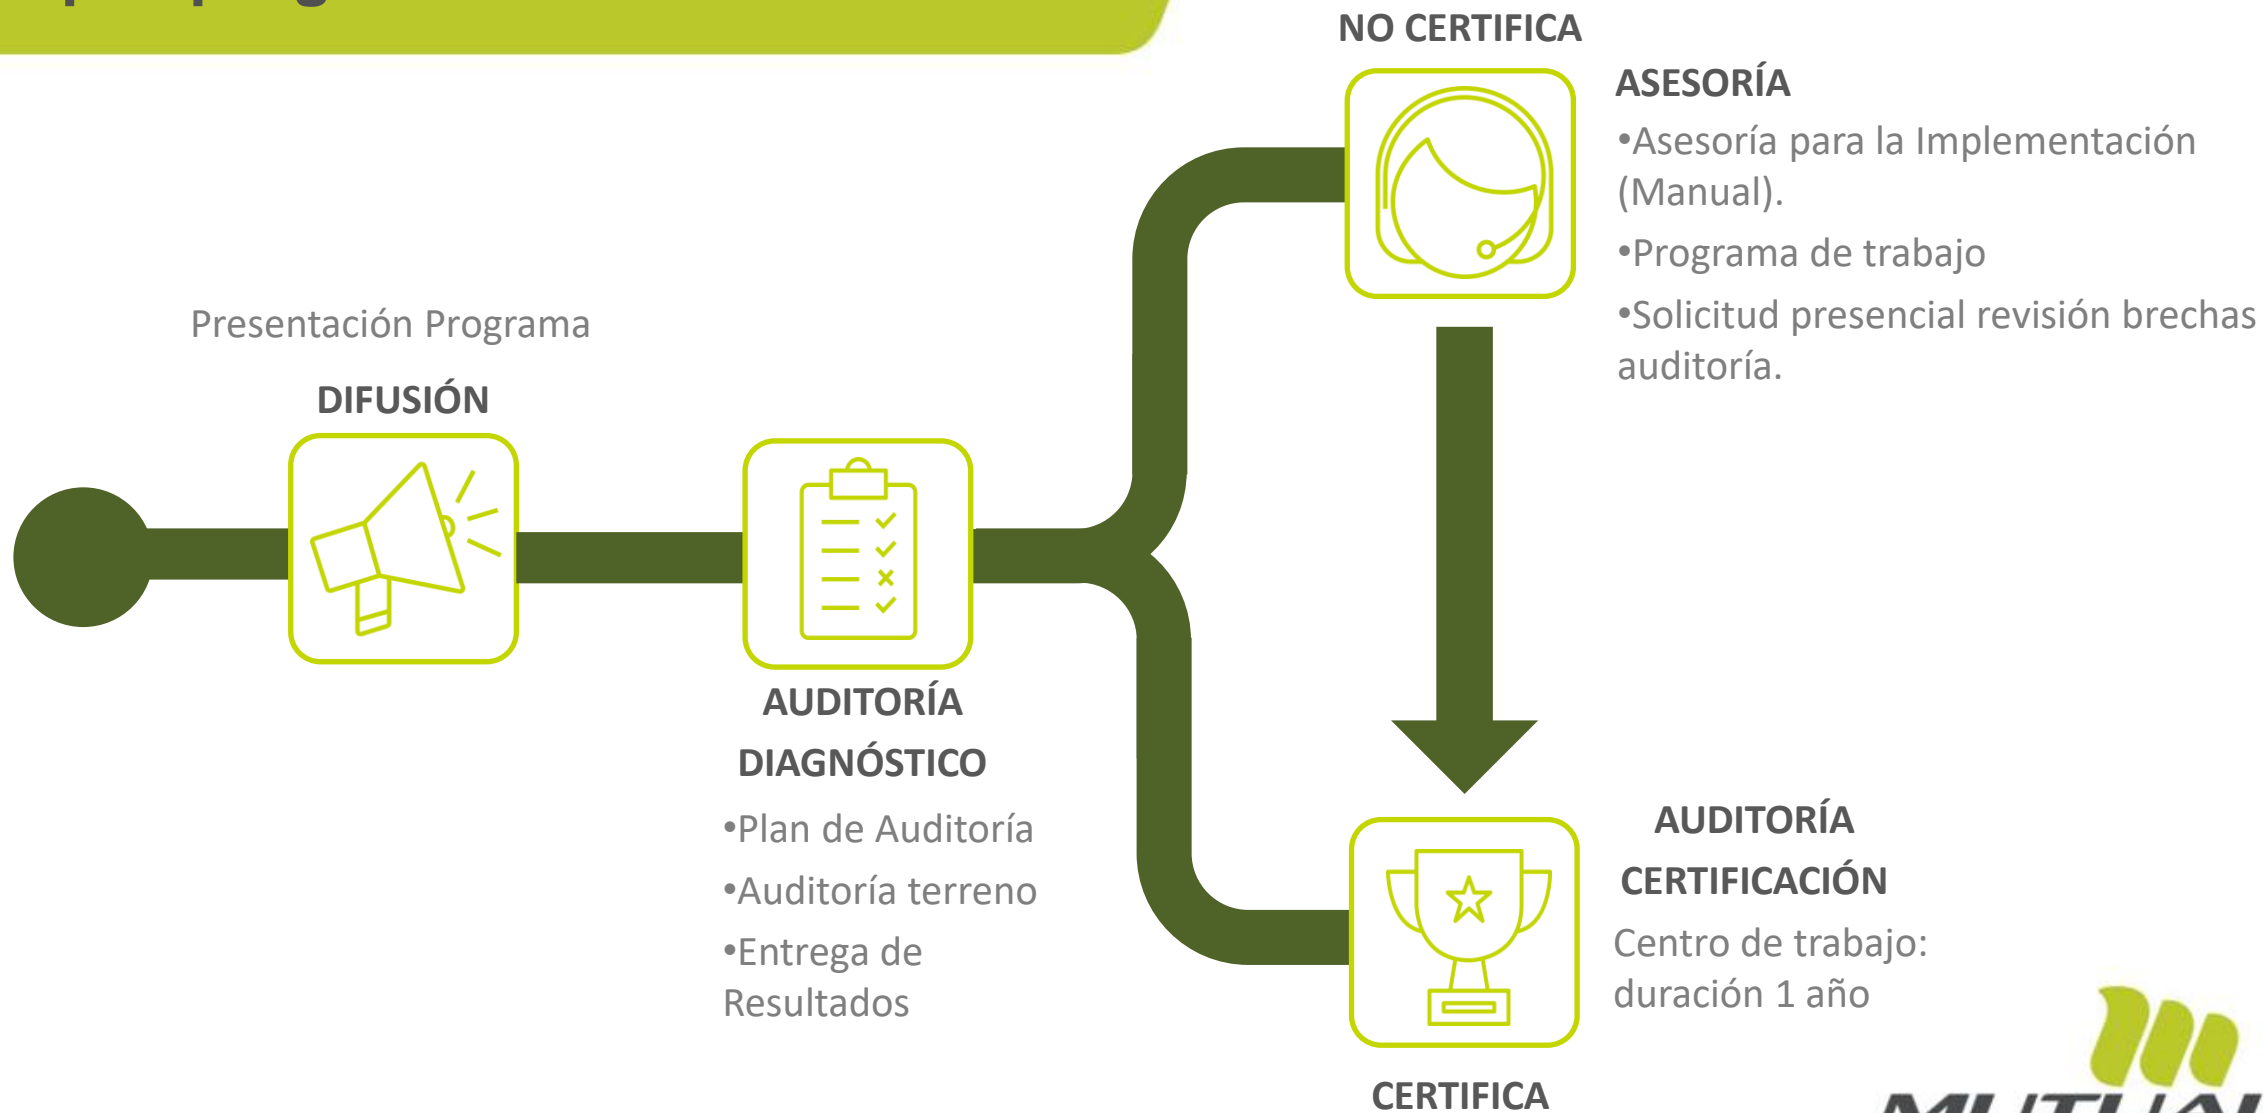 NO CERTIFICA
ASESORÍA
•Asesoría para la Implementación
(Manual).
•Programa de trabajo
•Solicitud presencial revisión brechas
auditoría.
Presentación Programa
DIFUSIÓN
AUDITORÍA
DIAGNÓSTICO
•Plan de Auditoría
•Auditoría terreno
•Entrega de
Resultados
AUDITORÍA
CERTIFICACIÓN
Centro de trabajo:
duración 1 año
CERTIFICA
MUTUAL